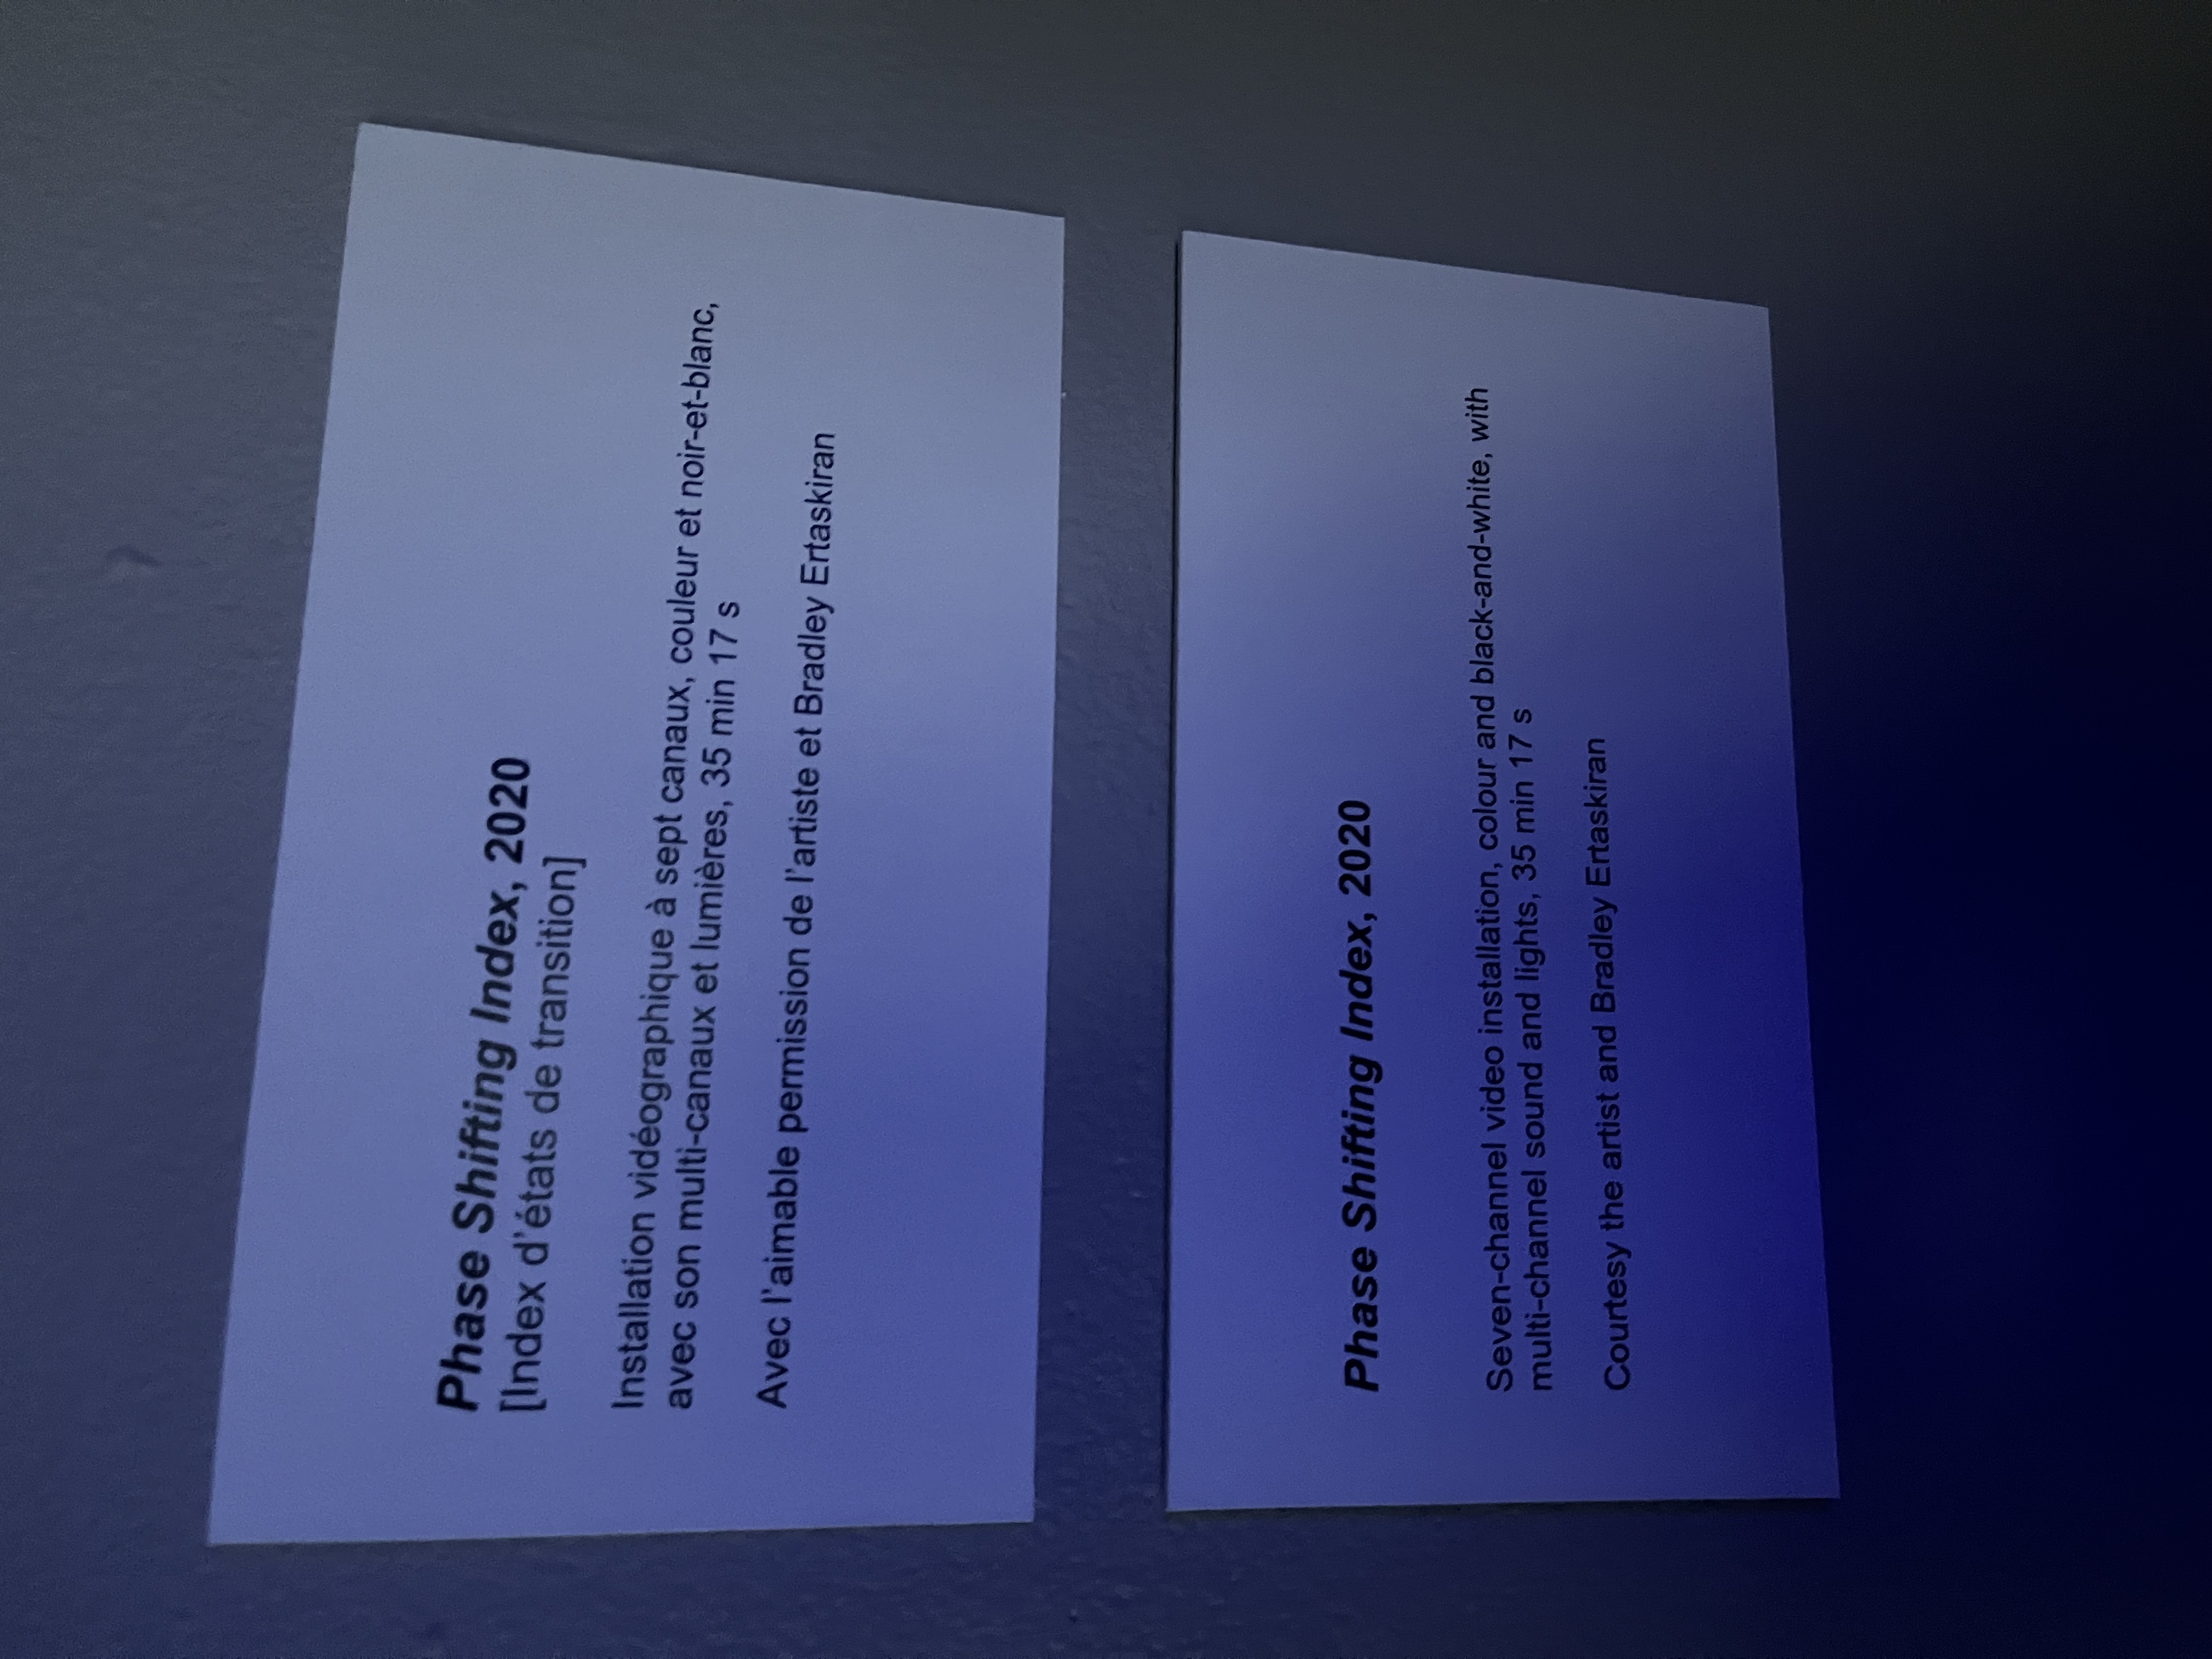 Phase Shifting Index, 2020
[Index d'états de transition]
Installation vidéographique à sept canaux, couleur et noir-et-blanc,
avec son multi-canaux et lumières, 35 min 17 s
Avec l'aimable permission de l'artiste et Bradley Ertaskiran
Phase Shifting Index, 2020
Seven-channel video installation, colour and black-and-white, with
multi-channel sound and lights, 35 min 17 s
Courtesy the artist and Bradley Ertaskiran